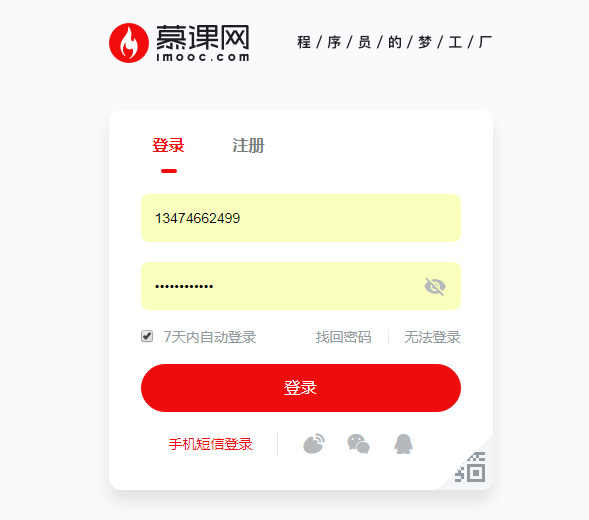 慕课网
imooc.com
程/序/员/的/梦/工/厂
登录 注册
13474662499
••••••••••••
7天内自动登录 找回密码 无法登录
登录
手机短信登录